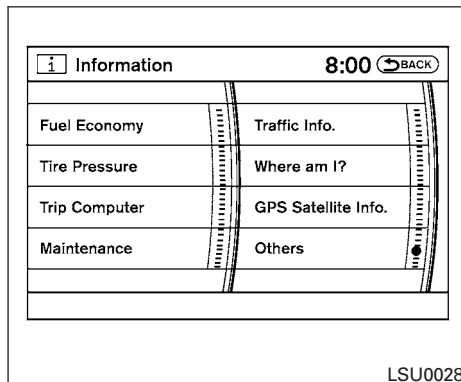 i Information 8:00 BACK
Fuel Economy Traffic Info.
Tire Pressure Where am I?
Trip Computer GPS Satellite Info.
Maintenance Others
LSU0028